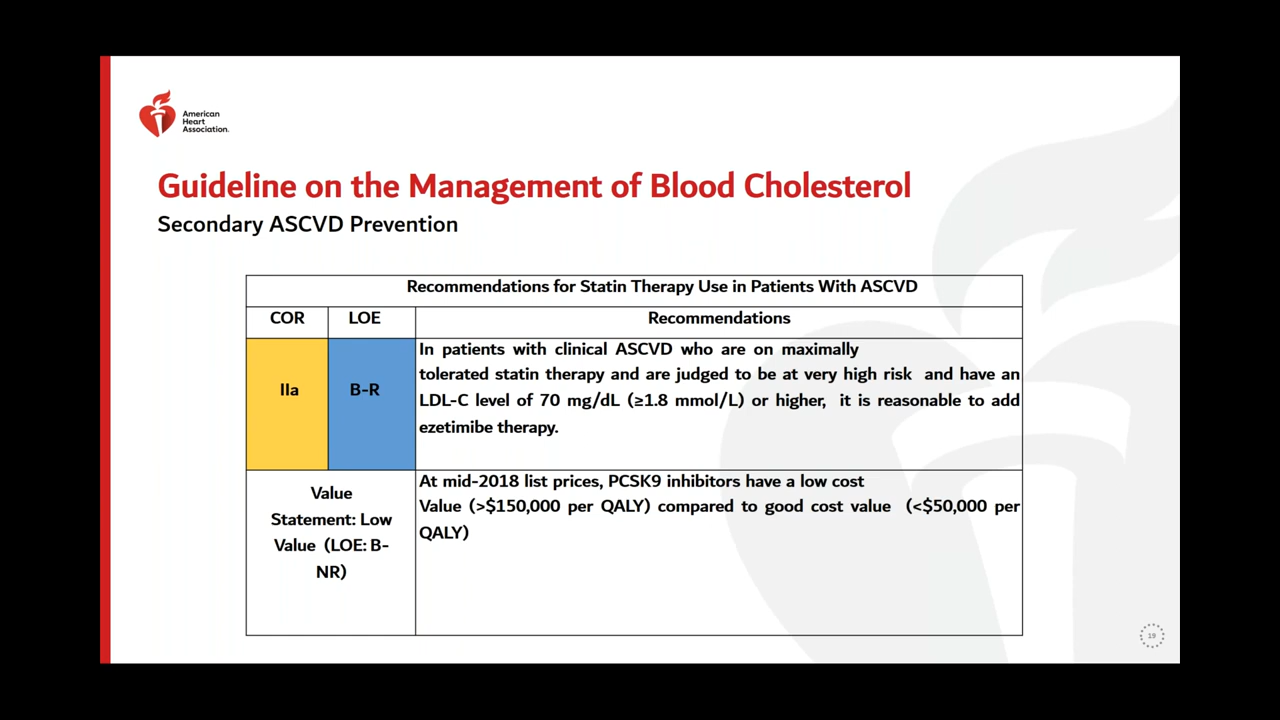 American
Heart
Association.
Guideline on the Management of Blood Cholesterol
Secondary ASCVD Prevention
Recommendations for Statin Therapy Use in Patients With ASCVD
COR
LOE
Recommendations
IIa
B-R
In patients with clinical ASCVD who are on maximally
tolerated statin therapy and are judged to be at very high risk and have an
LDL-C level of 70 mg/dL (≥1.8 mmol/L) or higher, it is reasonable to add
ezetimibe therapy.
Value
Statement: Low
Value (LOE: B-
NR)
At mid-2018 list prices, PCSK9 inhibitors have a low cost
Value (>$150,000 per QALY) compared to good cost value (<$50,000 per
QALY)
19